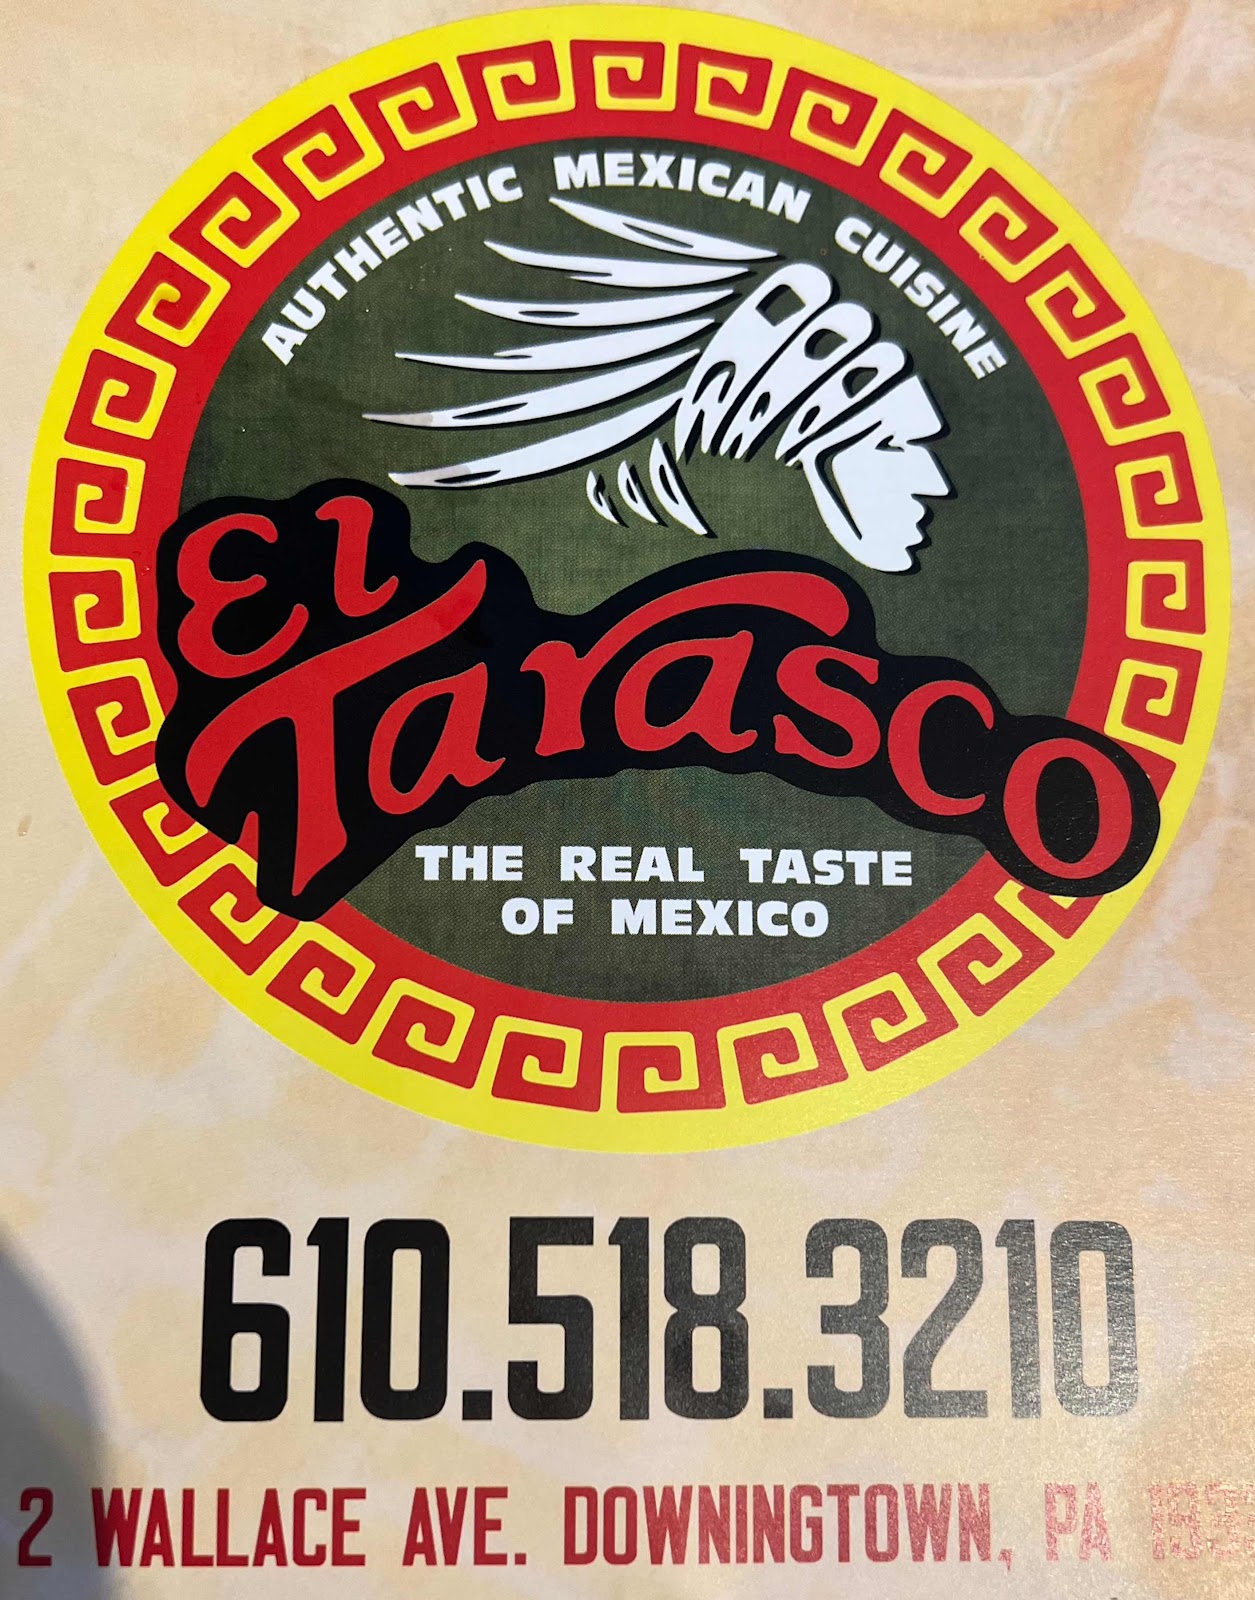 AUTHENTIC MEXICAN CUISINE
El
Tarasco
THE REAL TASTE
OF MEXICO
610.518.3210
2 WALLACE AVE. DOWNINGTOWN, PA